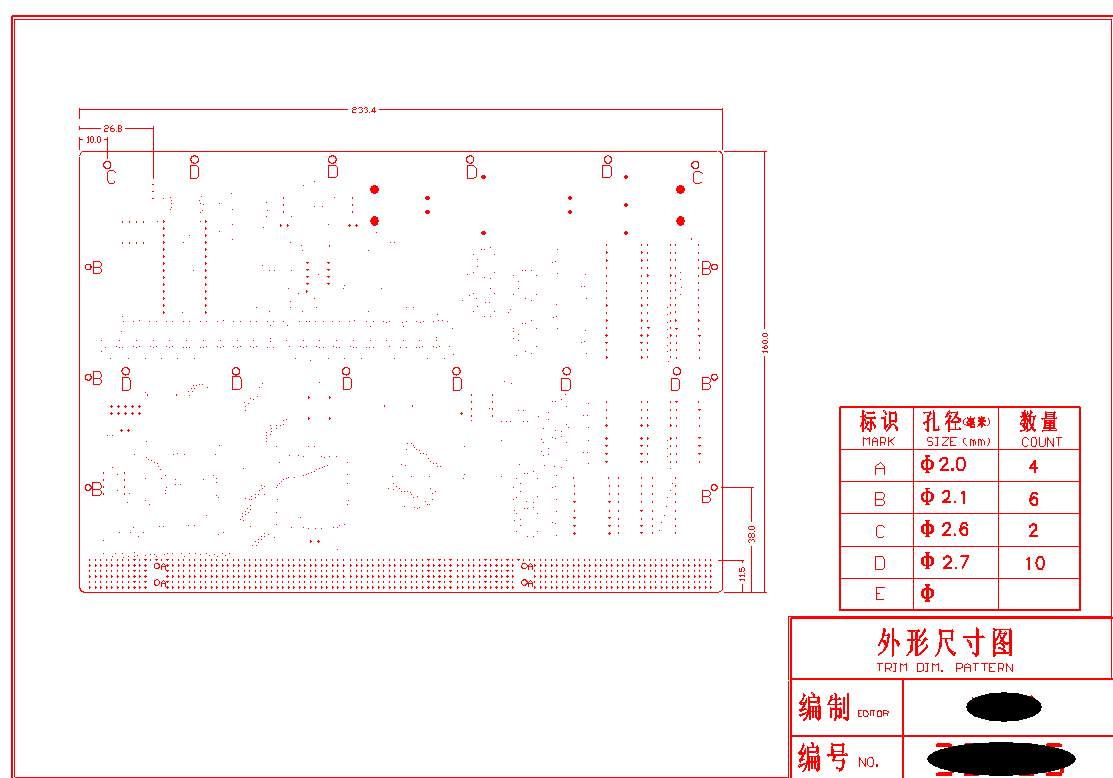 233.4
26.8
10.0
D D D D
C C
B B
160.0
B D D D D D B
B B
38.0
A A
11.5
A A
标识 孔径(毫米) 数量
MARK SIZE (mm) COUNT
A Φ 2.0 4
B Φ 2.1 6
C Φ 2.6 2
D Φ 2.7 10
E Φ
外形尺寸图
TRIM DIM. PATTERN
编制 EDITOR
编号 NO.